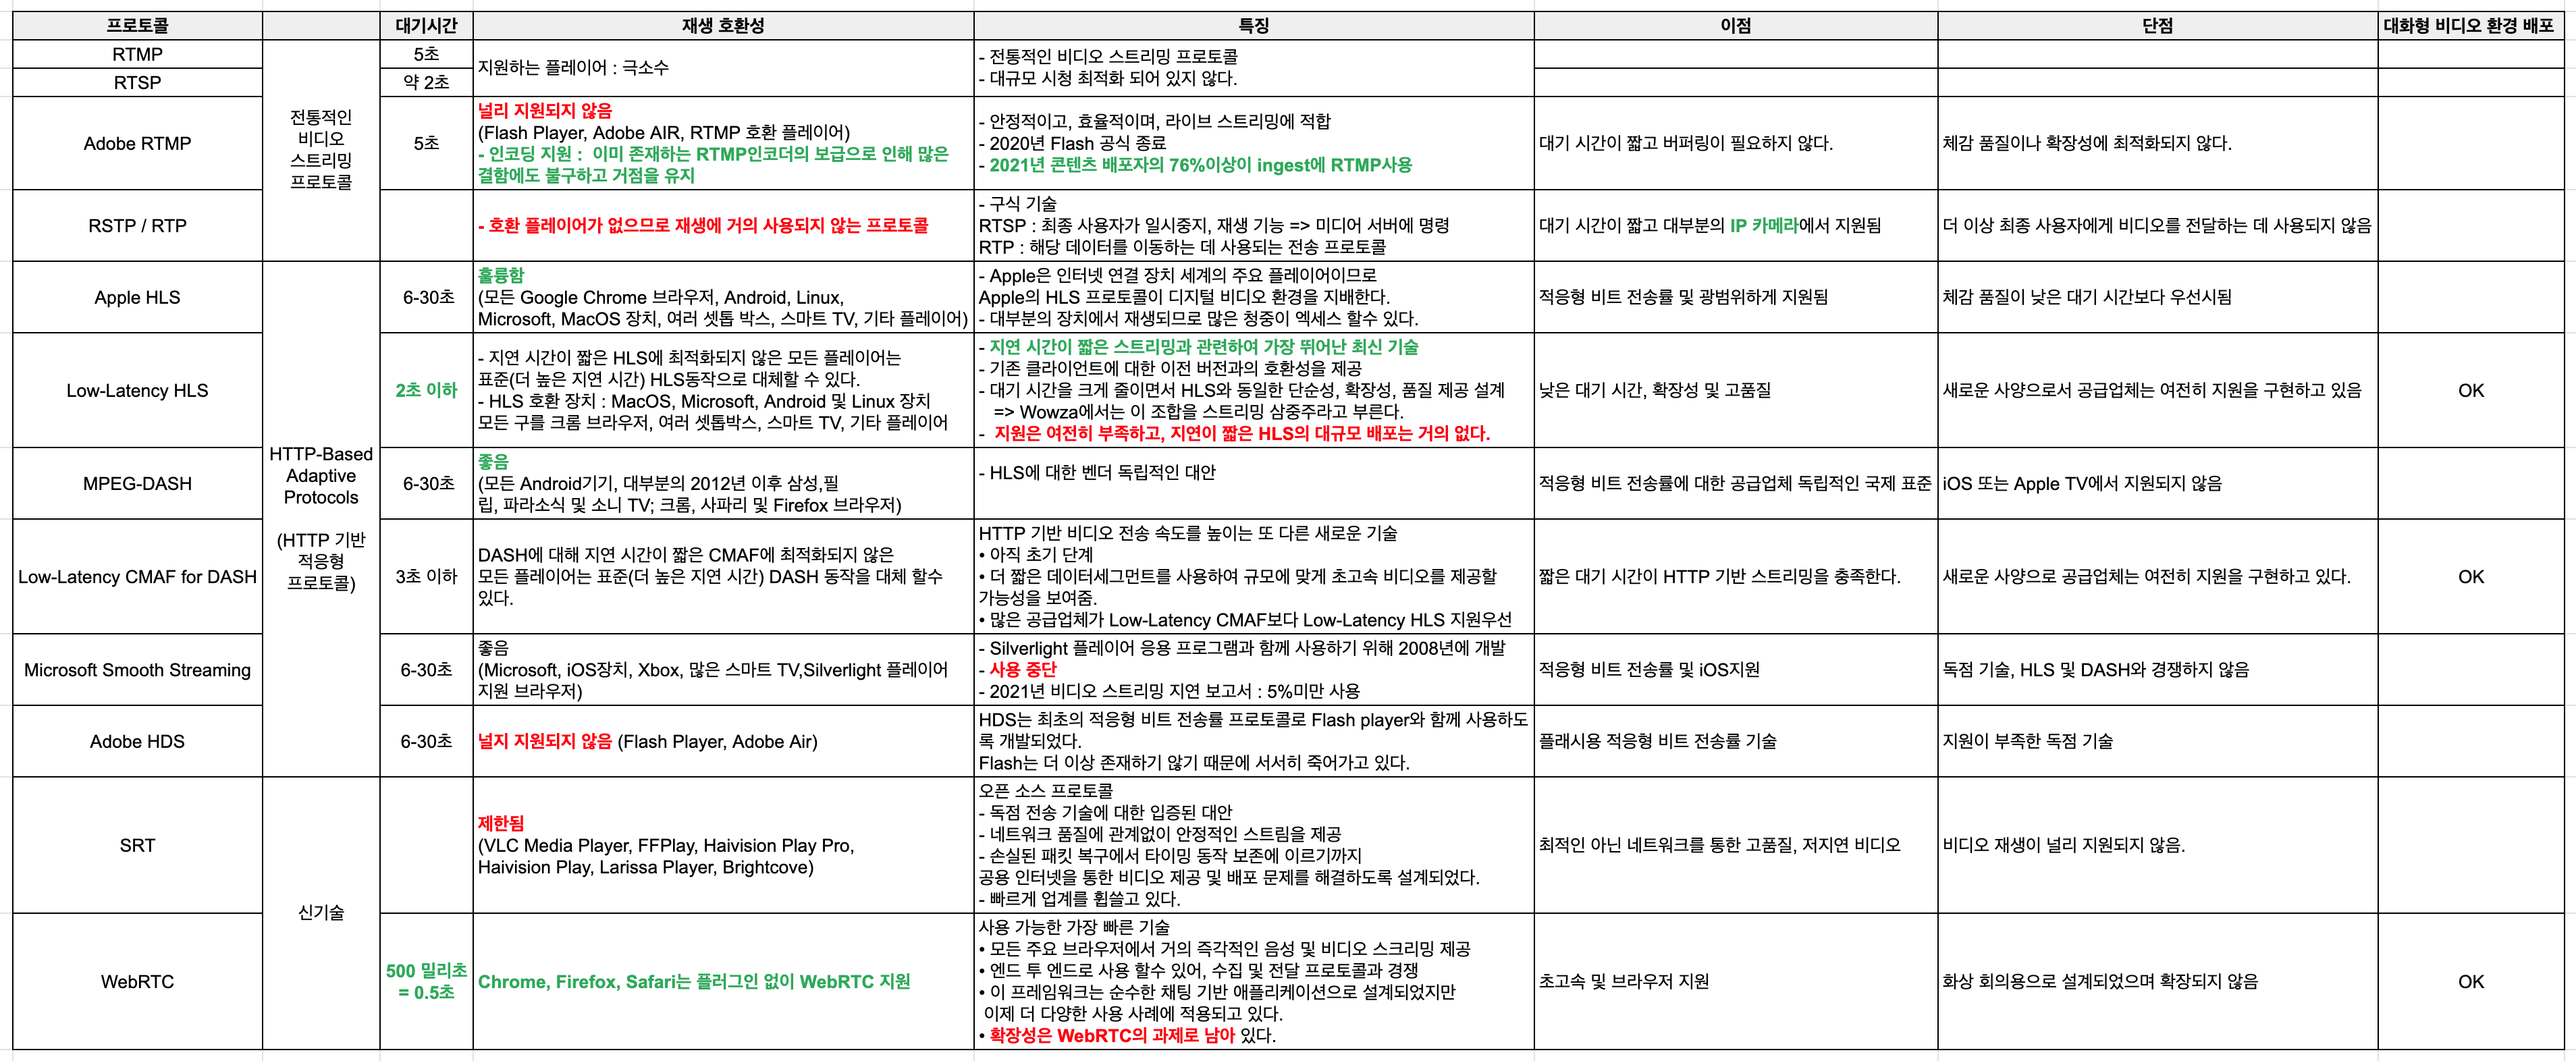 프로토콜
대기시간
재생 호환성
특징
이점
단점
대화형 비디오 환경 배포
RTMP
전통적인
비디오
스트리밍
프로토콜
5초
지원하는 플레이어 : 극소수
- 전통적인 비디오 스트리밍 프로토콜
- 대규모 시청 최적화 되어 있지 않다.
RTSP
약 2초
Adobe RTMP
5초
널리 지원되지 않음
(Flash Player, Adobe AIR, RTMP 호환 플레이어)
- 인코딩 지원 : 이미 존재하는 RTMP인코더의 보급으로 인해 많은
결함에도 불구하고 거점을 유지
- 안정적이고, 효율적이며, 라이브 스트리밍에 적합
- 2020년 Flash 공식 종료
- 2021년 콘텐츠 배포자의 76%이상이 ingest에 RTMP사용
대기 시간이 짧고 버퍼링이 필요하지 않다.
체감 품질이나 확장성에 최적화되지 않다.
RSTP / RTP
- 호환 플레이어가 없으므로 재생에 거의 사용되지 않는 프로토콜
- 구식 기술
RTSP : 최종 사용자가 일시중지, 재생 기능 => 미디어 서버에 명령
RTP : 해당 데이터를 이동하는 데 사용되는 전송 프로토콜
대기 시간이 짧고 대부분의 IP 카메라에서 지원됨
더 이상 최종 사용자에게 비디오를 전달하는 데 사용되지 않음
Apple HLS
HTTP-Based
Adaptive
Protocols
(HTTP 기반
적응형
프로토콜)
6-30초
훌륭함
(모든 Google Chrome 브라우저, Android, Linux,
Microsoft, MacOS 장치, 여러 셋톱 박스, 스마트 TV, 기타 플레이어)
- Apple은 인터넷 연결 장치 세계의 주요 플레이어이므로
Apple의 HLS 프로토콜이 디지털 비디오 환경을 지배한다.
- 대부분의 장치에서 재생되므로 많은 청중이 엑세스 할수 있다.
적응형 비트 전송률 및 광범위하게 지원됨
체감 품질이 낮은 대기 시간보다 우선시됨
Low-Latency HLS
2초 이하
- 지연 시간이 짧은 HLS에 최적화되지 않은 모든 플레이어는
표준(더 높은 지연 시간) HLS동작으로 대체할 수 있다.
- HLS 호환 장치 : MacOS, Microsoft, Android 및 Linux 장치
모든 구를 크롬 브라우저, 여러 셋톱박스, 스마트 TV, 기타 플레이어
- 지연 시간이 짧은 스트리밍과 관련하여 가장 뛰어난 최신 기술
- 기존 클라이언트에 대한 이전 버전과의 호환성을 제공
- 대기 시간을 크게 줄이면서 HLS와 동일한 단순성, 확장성, 품질 제공 설계
=> Wowza에서는 이 조합을 스트리밍 삼중주라고 부른다.
- 지원은 여전히 부족하고, 지연이 짧은 HLS의 대규모 배포는 거의 없다.
낮은 대기 시간, 확장성 및 고품질
새로운 사양으로서 공급업체는 여전히 지원을 구현하고 있음
OK
MPEG-DASH
6-30초
좋음
(모든 Android기기, 대부분의 2012년 이후 삼성,필
립, 파라소식 및 소니 TV; 크롬, 사파리 및 Firefox 브라우저)
- HLS에 대한 벤더 독립적인 대안
적응형 비트 전송률에 대한 공급업체 독립적인 국제 표준
iOS 또는 Apple TV에서 지원되지 않음
Low-Latency CMAF for DASH
3초 이하
DASH에 대해 지연 시간이 짧은 CMAF에 최적화되지 않은
모든 플레이어는 표준(더 높은 지연 시간) DASH 동작을 대체 할수
있다.
HTTP 기반 비디오 전송 속도를 높이는 또 다른 새로운 기술
• 아직 초기 단계
• 더 짧은 데이터세그먼트를 사용하여 규모에 맞게 초고속 비디오를 제공할
가능성을 보여줌.
• 많은 공급업체가 Low-Latency CMAF보다 Low-Latency HLS 지원우선
짧은 대기 시간이 HTTP 기반 스트리밍을 충족한다.
새로운 사양으로 공급업체는 여전히 지원을 구현하고 있다.
OK
Microsoft Smooth Streaming
6-30초
좋음
(Microsoft, iOS장치, Xbox, 많은 스마트 TV,Silverlight 플레이어
지원 브라우저)
- Silverlight 플레이어 응용 프로그램과 함께 사용하기 위해 2008년에 개발
- 사용 중단
- 2021년 비디오 스트리밍 지연 보고서 : 5%미만 사용
적응형 비트 전송률 및 iOS지원
독점 기술, HLS 및 DASH와 경쟁하지 않음
Adobe HDS
6-30초
널지 지원되지 않음 (Flash Player, Adobe Air)
HDS는 최초의 적응형 비트 전송률 프로토콜로 Flash player와 함께 사용하도
록 개발되었다.
Flash는 더 이상 존재하기 않기 때문에 서서히 죽어가고 있다.
플래시용 적응형 비트 전송률 기술
지원이 부족한 독점 기술
SRT
신기술
제한됨
(VLC Media Player, FFPlay, Haivision Play Pro,
Haivision Play, Larissa Player, Brightcove)
오픈 소스 프로토콜
- 독점 전송 기술에 대한 입증된 대안
- 네트워크 품질에 관계없이 안정적인 스트림을 제공
- 손실된 패킷 복구에서 타이밍 동작 보존에 이르기까지
공용 인터넷을 통한 비디오 제공 및 배포 문제를 해결하도록 설계되었다.
- 빠르게 업계를 휩쓸고 있다.
최적인 아닌 네트워크를 통한 고품질, 저지연 비디오
비디오 재생이 널리 지원되지 않음.
WebRTC
500 밀리초
= 0.5초
Chrome, Firefox, Safari는 플러그인 없이 WebRTC 지원
사용 가능한 가장 빠른 기술
• 모든 주요 브라우저에서 거의 즉각적인 음성 및 비디오 스크리밍 제공
• 엔드 투 엔드로 사용 할수 있어, 수집 및 전달 프로토콜과 경쟁
• 이 프레임워크는 순수한 채팅 기반 애플리케이션으로 설계되었지만
이제 더 다양한 사용 사례에 적용되고 있다.
• 확장성은 WebRTC의 과제로 남아 있다.
초고속 및 브라우저 지원
화상 회의용으로 설계되었으며 확장되지 않음
OK